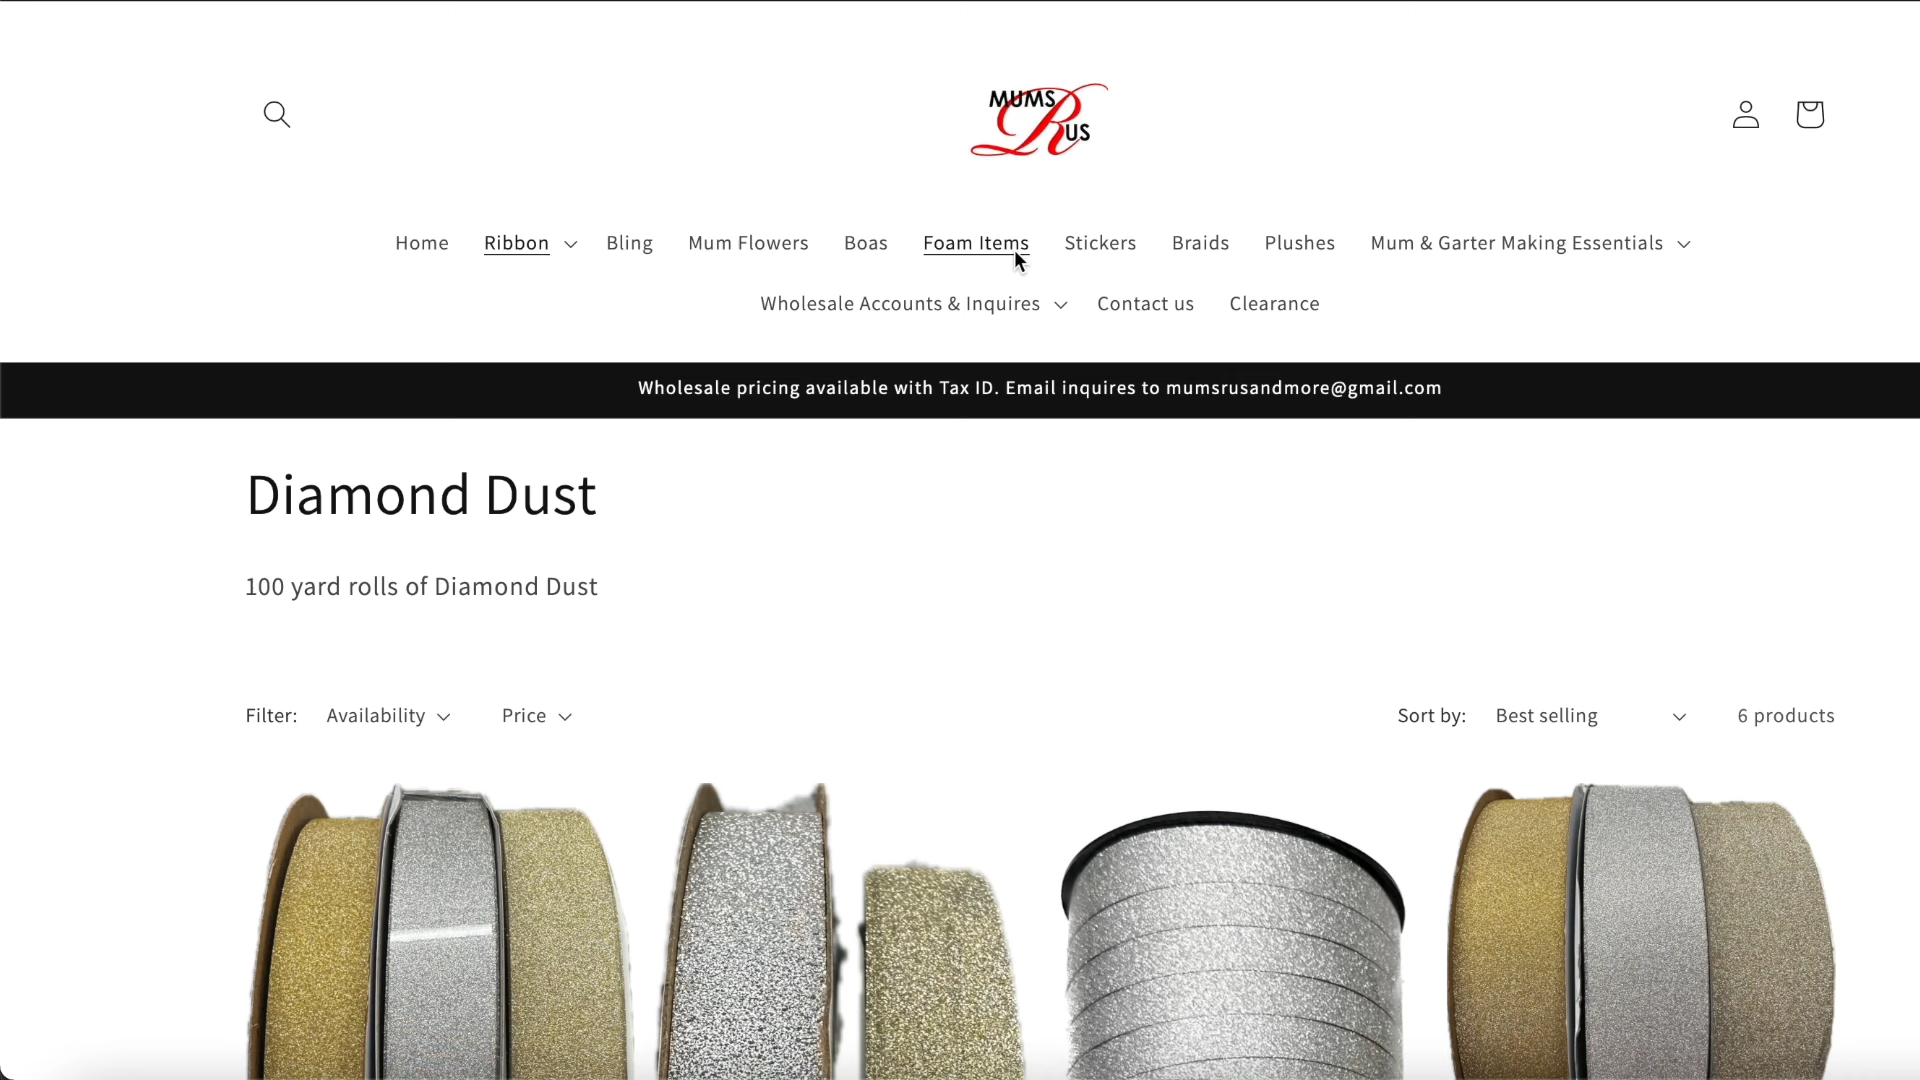 MUMS
R US
Home Ribbon Bling Mum Flowers Boas Foam Items Stickers Braids Plushes Mum & Garter Making Essentials
Wholesale Accounts & Inquires Contact us Clearance
Wholesale pricing available with Tax ID. Email inquires to mumsrusandmore@gmail.com
Diamond Dust
100 yard rolls of Diamond Dust
Filter: Availability Price Sort by: Best selling 6 products